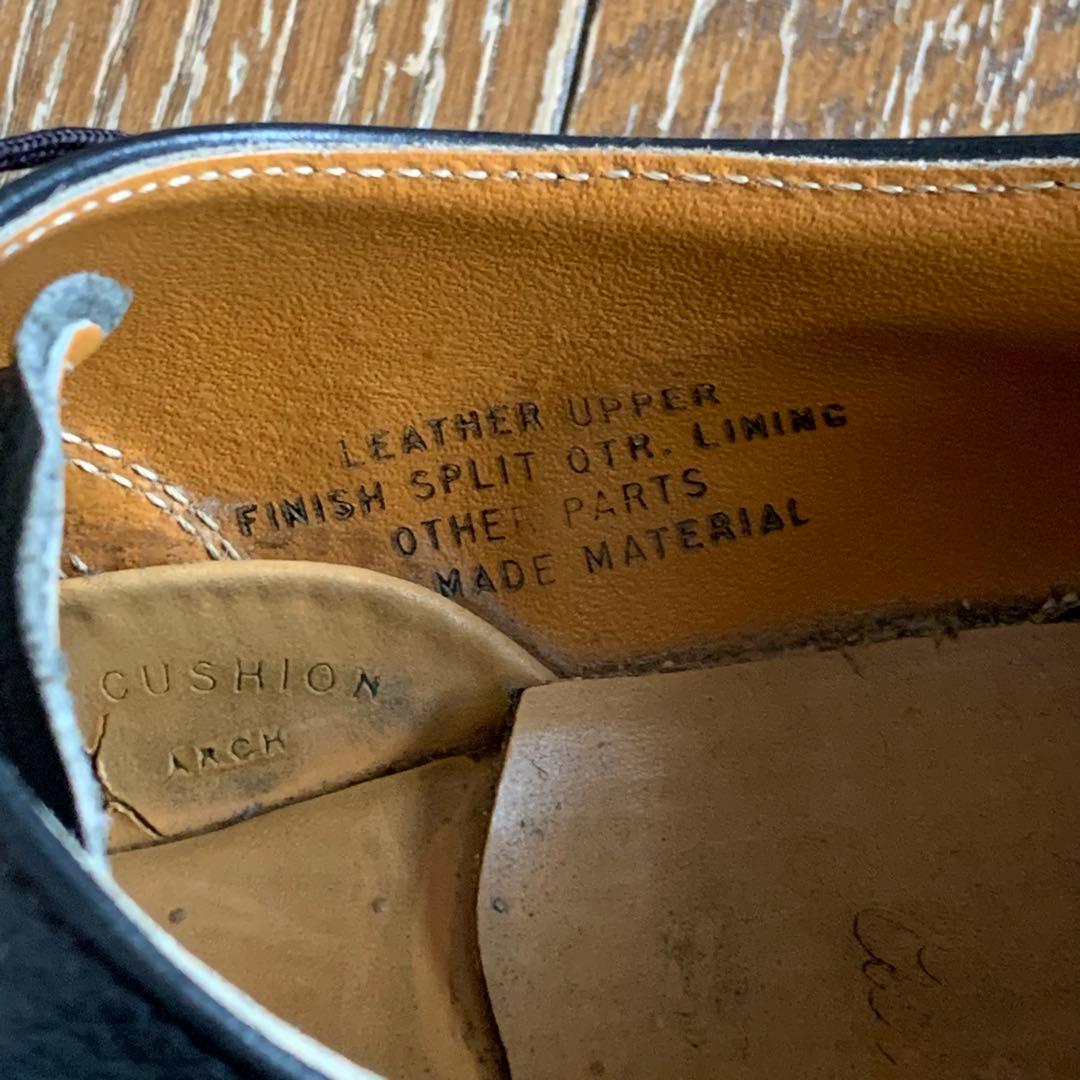 LEATHER UPPER
FINISH SPLIT QTR. LINING
OTHER PARTS
MADE MATERIAL
CUSHION
ARCH